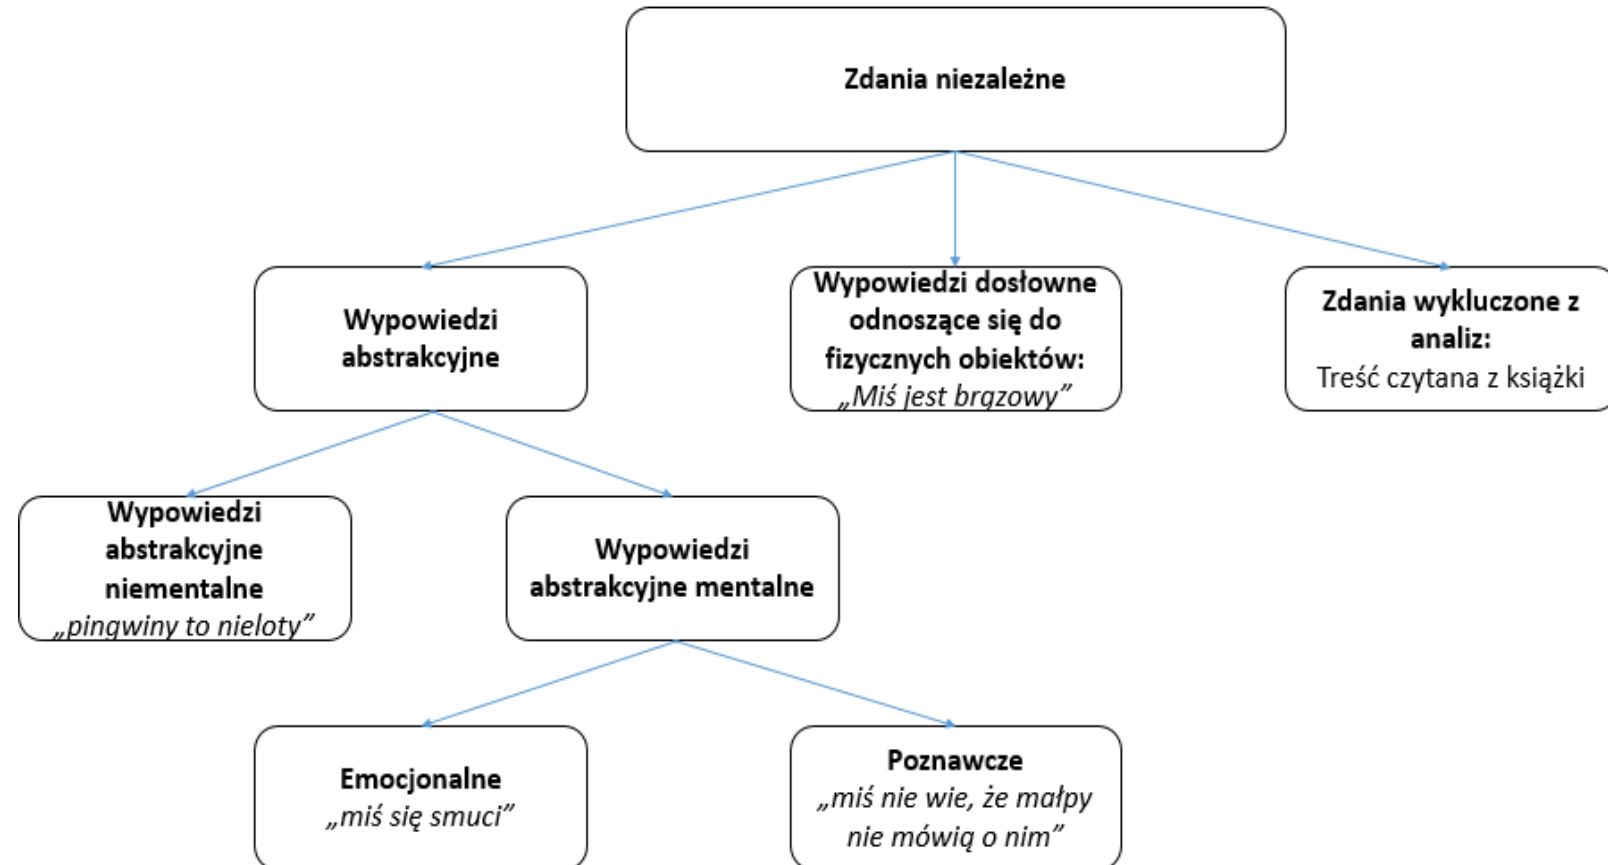 Zdania niezależne
Wypowiedzi
abstrakcyjne
Wypowiedzi dosłowne
odnoszące się do
fizycznych obiektów:
„Miś jest brązowy”
Zdania wykluczone z
analiz:
Treść czytana z książki
Wypowiedzi
abstrakcyjne
niementalne
„pingwiny to nieloty”
Wypowiedzi
abstrakcyjne mentalne
Emocjonalne
„miś się smuci”
Poznawcze
„miś nie wie, że małpy
nie mówią o nim”